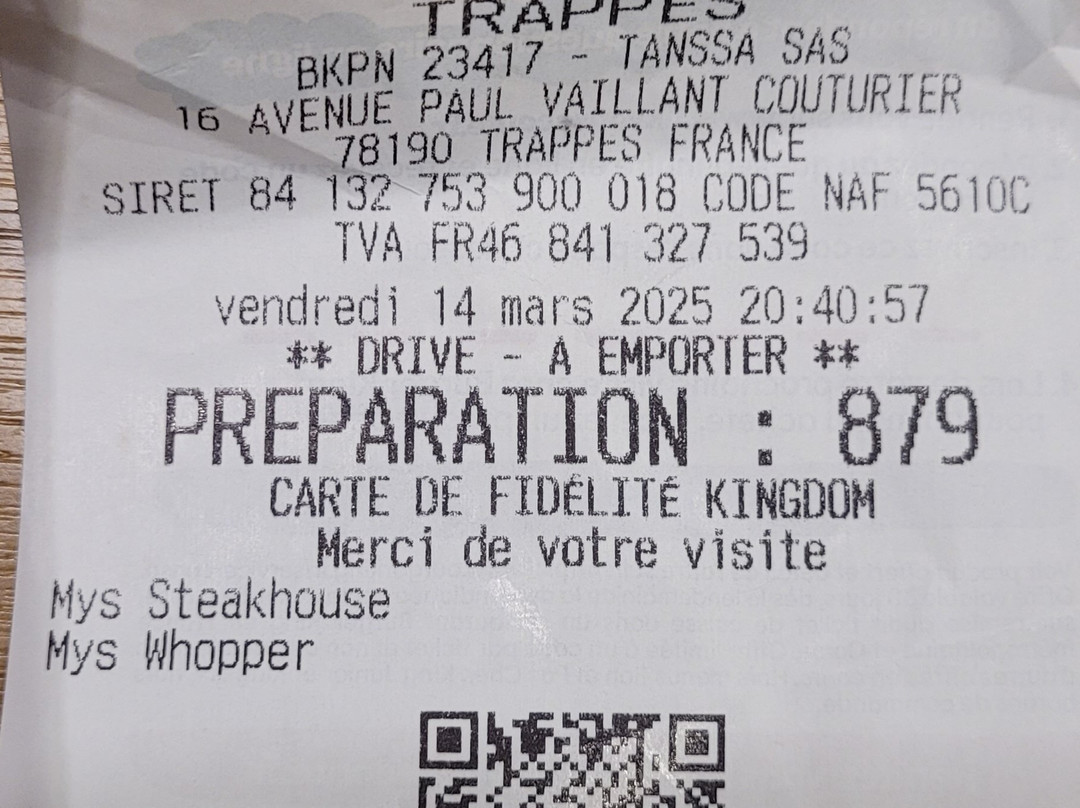 TRAPPES
BKPN 23417 - TANSSA SAS
16 AVENUE PAUL VAILLANT COUTURIER
78190 TRAPPES FRANCE
SIRET 84 132 753 900 018 CODE NAF 5610C
TVA FR46 841 327 539
vendredi 14 mars 2025 20:40:57
** DRIVE - A EMPORTER **
PREPARATION : 879
CARTE DE FIDÉLITÉ KINGDOM
Merci de votre visite
Mys Steakhouse
Mys Whopper